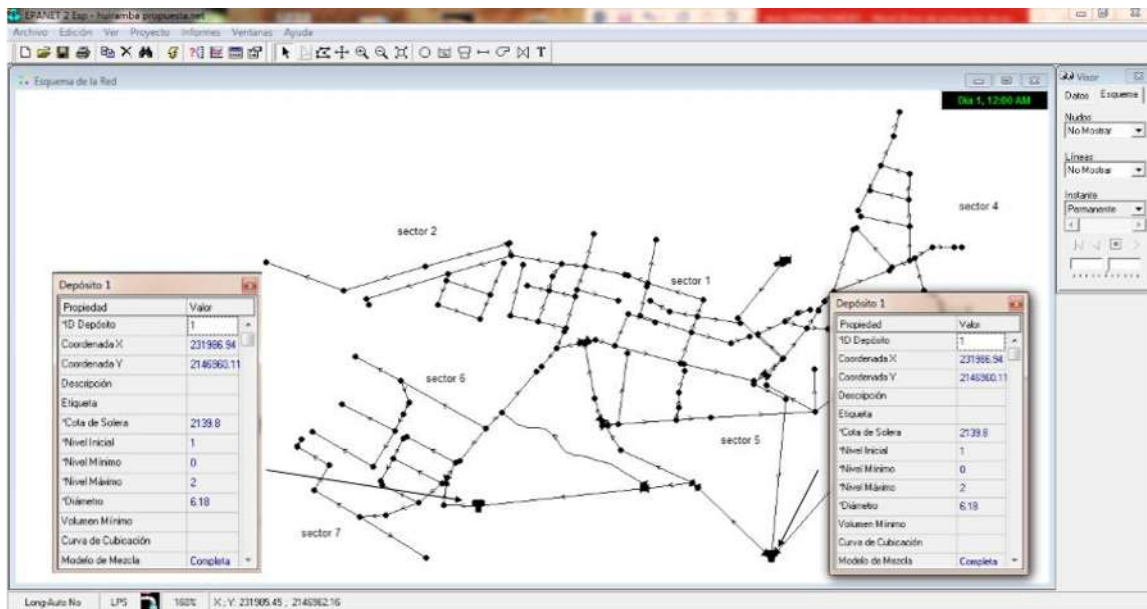 EPANET 2 Esp - huiramba propuesta.net
Archivo Edición Ver Proyecto Informes Ventanas Ayuda
T
Esquema de la Red
Día 1, 12:00 AM
Visor
Datos Esquema
Nudos
No Mostrar
Líneas
No Mostrar
Instante
Permanente
sector 4
sector 2
sector 1
sector 6
sector 5
sector 7
Depósito 1
Propiedad Valor
*ID Depósito 1
Coordenada X 231986.94
Coordenada Y 2146960.11
Descripción
Etiqueta
*Cota de Solera 2139.8
*Nivel Inicial 1
*Nivel Mínimo 0
*Nivel Máximo 2
*Diámetro 6.18
Volumen Mínimo
Curva de Cubicación
Modelo de Mezcla Completa
Depósito 1
Propiedad Valor
*ID Depósito 1
Coordenada X 231986.94
Coordenada Y 2146960.11
Descripción
Etiqueta
*Cota de Solera 2139.8
*Nivel Inicial 1
*Nivel Mínimo 0
*Nivel Máximo 2
*Diámetro 6.18
Volumen Mínimo
Curva de Cubicación
Modelo de Mezcla Completa
Long-Auto No LPS 160% X,Y: 231905.45 ; 2146962.16